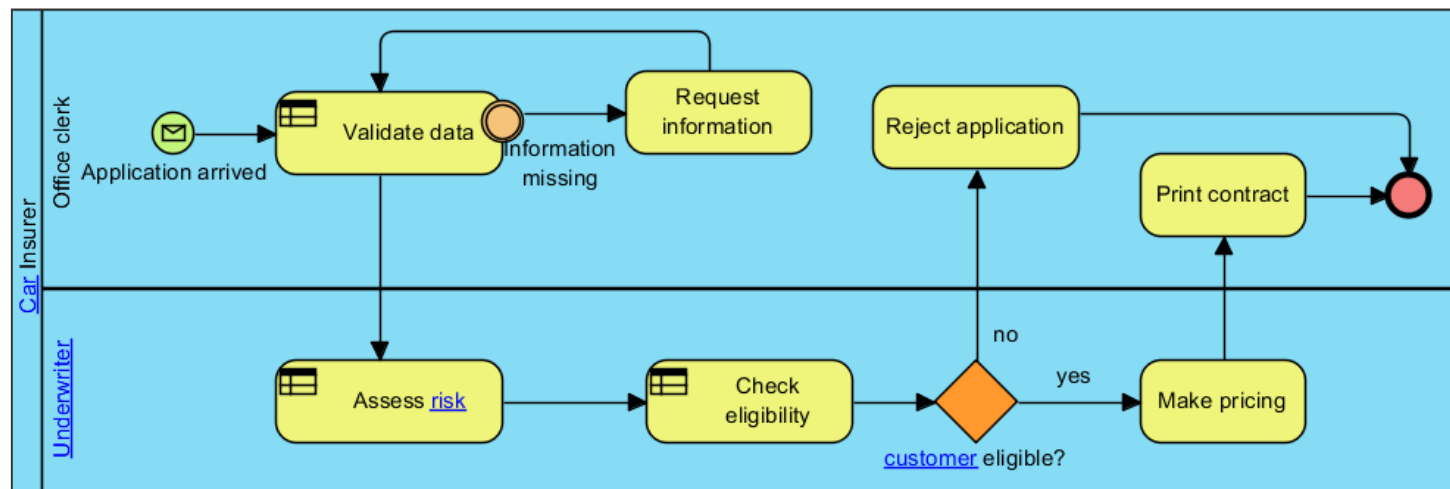 Car Insurer
Office clerk
Application arrived
Validate data
Information
missing
Request
information
Reject application
Print contract
Underwriter
Assess risk
Check
eligibility
no
yes
customer eligible?
Make pricing